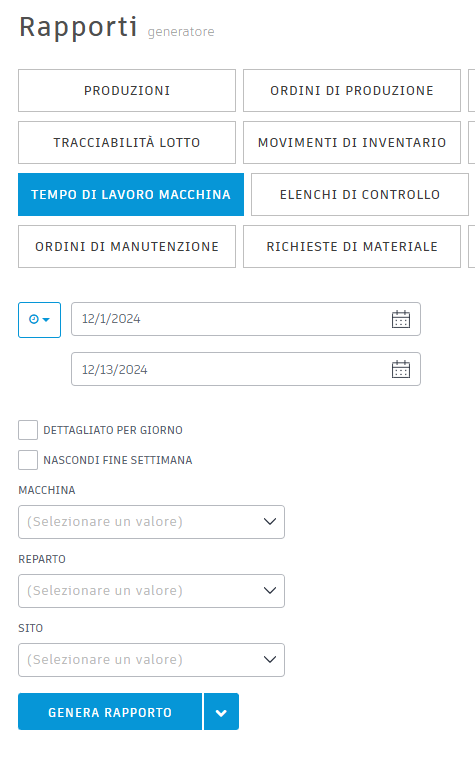 Rapporti generatore
PRODUZIONI ORDINI DI PRODUZIONE
TRACCIABILITÀ LOTTO MOVIMENTI DI INVENTARIO
TEMPO DI LAVORO MACCHINA ELENCHI DI CONTROLLO
ORDINI DI MANUTENZIONE RICHIESTE DI MATERIALE
12/1/2024
12/13/2024
DETTAGLIATO PER GIORNO
NASCONDI FINE SETTIMANA
MACCHINA
(Selezionare un valore)
REPARTO
(Selezionare un valore)
SITO
(Selezionare un valore)
GENERA RAPPORTO